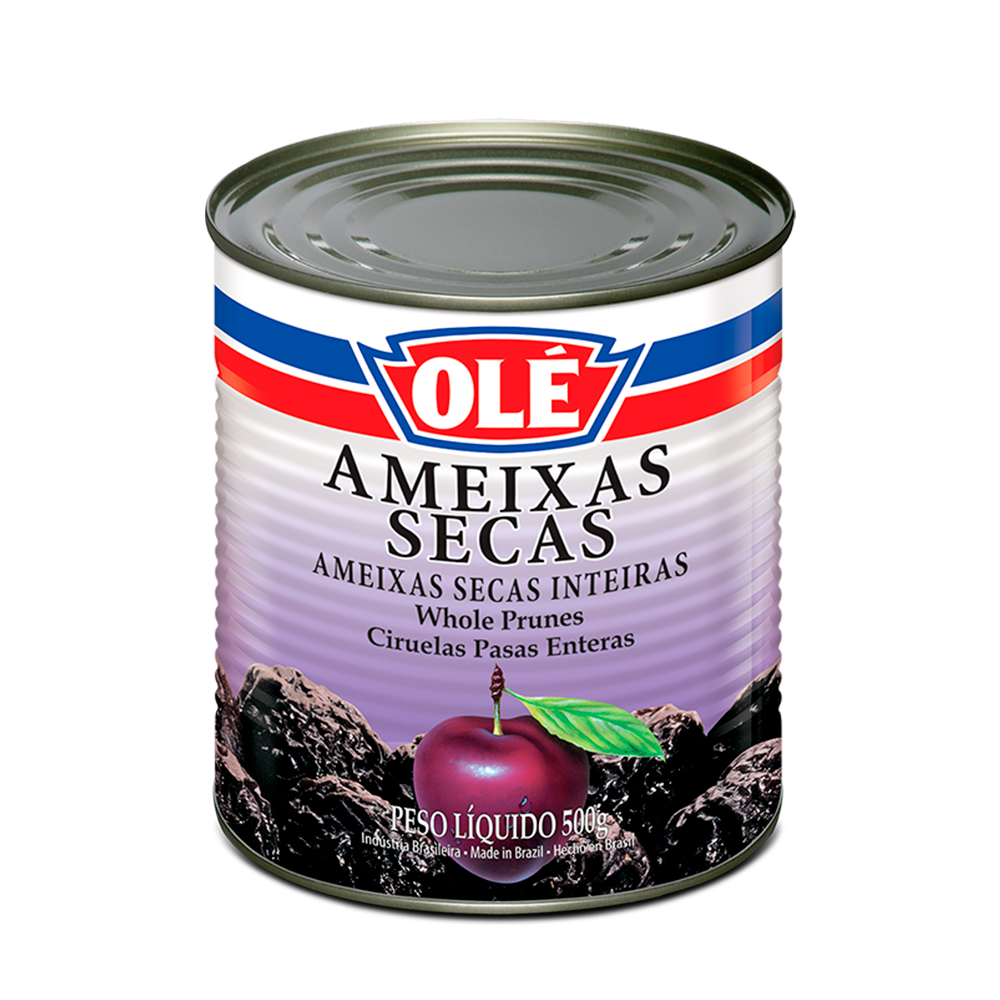 OLÉ
AMEIXAS
SECAS
AMEIXAS SECAS INTEIRAS
Whole Prunes
Ciruelas Pasas Enteras
PESO LÍQUIDO 500g
Indústria Brasileira • Made in Brazil • Hecho en Brasil